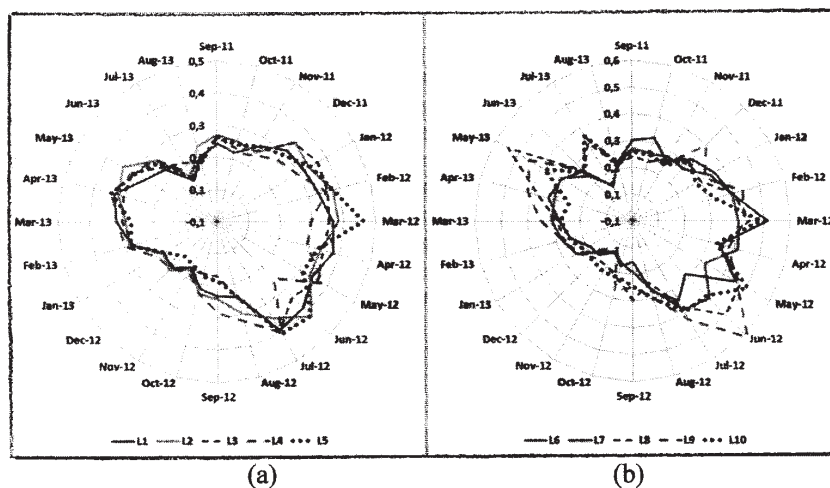 Sep-11
Oct-11
Nov-11
Dec-11
Jan-12
Feb-12
Mar-12
Apr-12
May-12
Jun-12
Jul-12
Aug-12
Sep-12
Oct-12
Nov-12
Dec-12
Jan-13
Feb-13
Mar-13
Apr-13
May-13
Jun-13
Jul-13
Aug-13
0,5
0,4
0,3
0,1
-0,1
L1 L2 L3 L4 L5
(a)
Sep-11
Oct-11
Nov-11
Dec-11
Jan-12
Feb-12
Mar-12
Apr-12
May-12
Jun-12
Jul-12
Aug-12
Sep-12
Oct-12
Nov-12
Dec-12
Jan-13
Feb-13
Mar-13
Apr-13
May-13
Jun-13
Jul-13
Aug-13
0,6
0,5
0,4
0,3
0,1
-0,1
L6 L7 L8 L9 L10
(b)